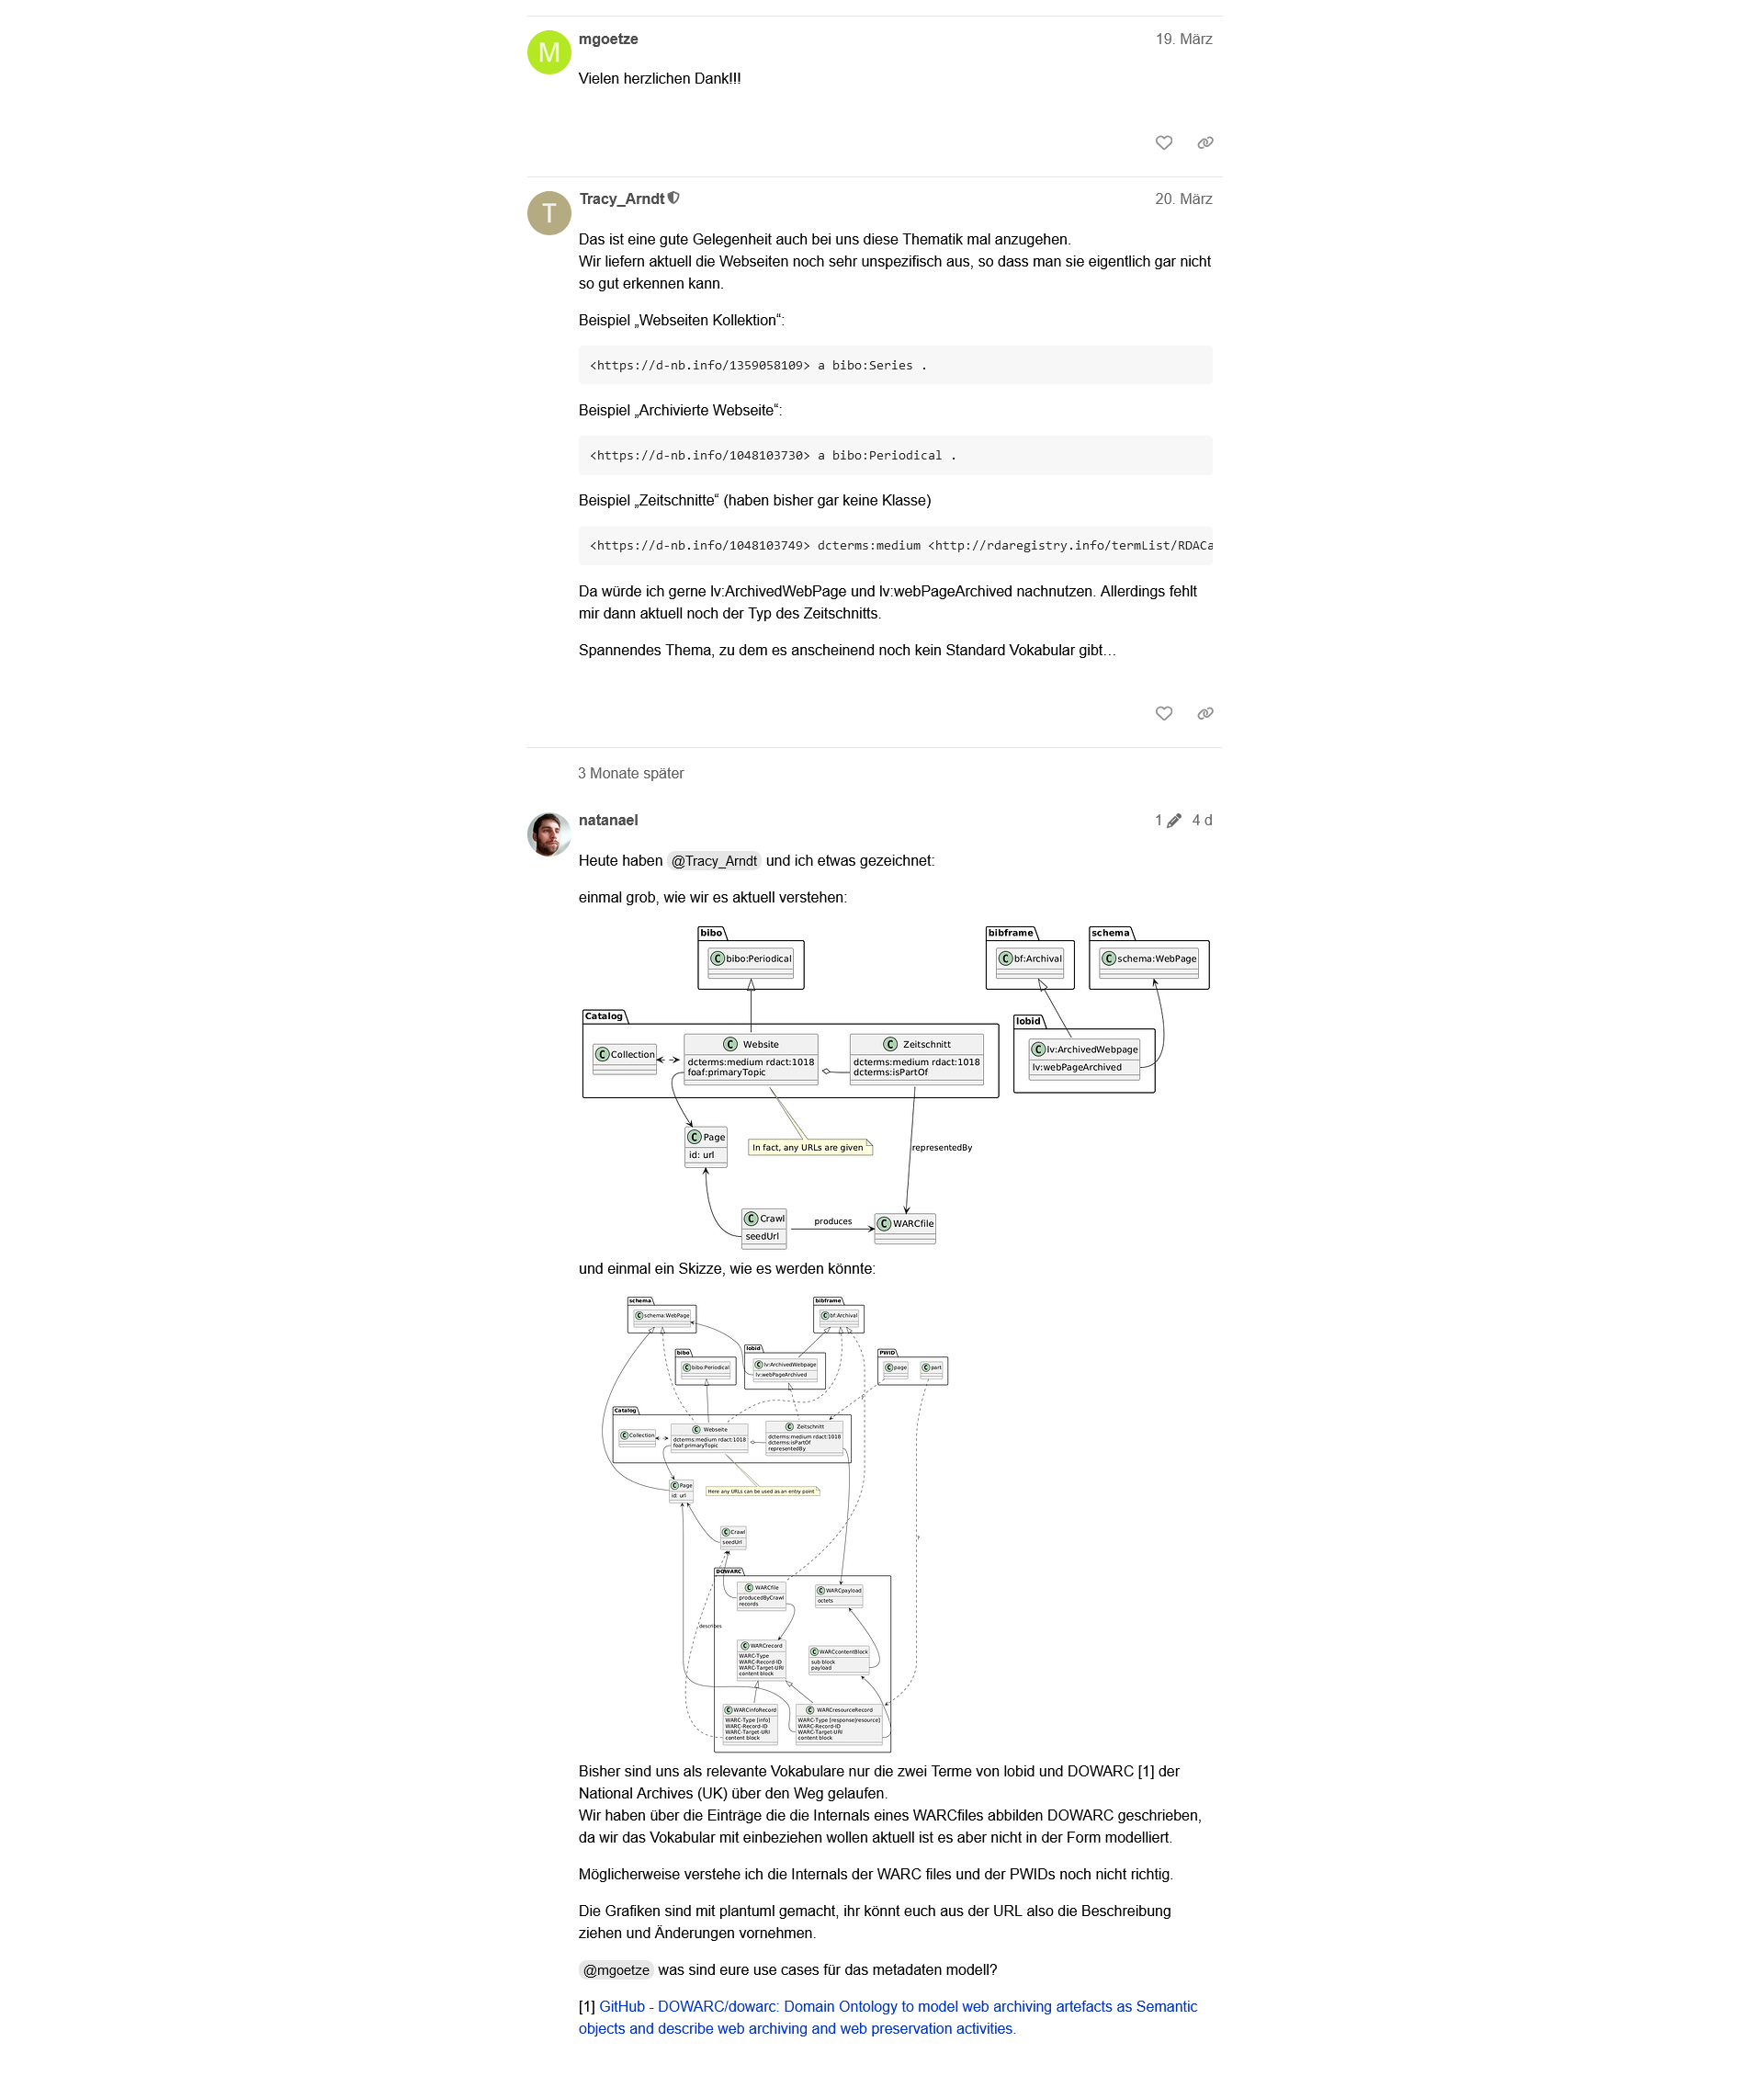 M
mgoetze
19. März
Vielen herzlichen Dank!!!
T
Tracy_Arndt
20. März
Das ist eine gute Gelegenheit auch bei uns diese Thematik mal anzugehen.
Wir liefern aktuell die Webseiten noch sehr unspezifisch aus, so dass man sie eigentlich gar nicht
so gut erkennen kann.
Beispiel „Webseiten Kollektion“:
<https://d-nb.info/1359058109> a bibo:Series .
Beispiel „Archivierte Webseite“:
<https://d-nb.info/1048103730> a bibo:Periodical .
Beispiel „Zeitschnitte“ (haben bisher gar keine Klasse)
<https://d-nb.info/1048103749> dcterms:medium <http://rdaregistry.info/termList/RDACa
Da würde ich gerne lv:ArchivedWebPage und lv:webPageArchived nachnutzen. Allerdings fehlt
mir dann aktuell noch der Typ des Zeitschnitts.
Spannendes Thema, zu dem es anscheinend noch kein Standard Vokabular gibt…
3 Monate später
natanael
1 4 d
Heute haben @Tracy_Arndt und ich etwas gezeichnet:
einmal grob, wie wir es aktuell verstehen:
bibo
C bibo:Periodical
bibframe
C bf:Archival
schema
C schema:WebPage
Catalog
C Collection
C Website
dcterms:medium rdact:1018
foaf:primaryTopic
C Zeitschnitt
dcterms:medium rdact:1018
dcterms:isPartOf
lobid
C lv:ArchivedWebpage
lv:webPageArchived
C Page
id: url
In fact, any URLs are given
representedBy
C Crawl
seedUrl
produces
C WARCfile
und einmal ein Skizze, wie es werden könnte:
schema
C schema:WebPage
bibframe
C bf:Archival
bibo
C bibo:Periodical
lobid
C lv:ArchivedWebpage
lv:webPageArchived
PWID
C page
C part
Catalog
C Collection
C Webseite
dcterms:medium rdact:1018
foaf:primaryTopic
C Zeitschnitt
dcterms:medium rdact:1018
dcterms:isPartOf
representedBy
C Page
id: url
Here any URLs can be used as an entry point
C Crawl
seedUrl
DOWARC
C WARCfile
producedByCrawl
records
C WARCpayload
octets
describes
C WARCrecord
WARC-Type
WARC-Record-ID
WARC-Target-URI
content block
C WARCcontentBlock
sub block
payload
C WARCinfoRecord
WARC-Type [info]
WARC-Record-ID
WARC-Target-URI
content block
C WARCresourceRecord
WARC-Type [response|resource]
WARC-Record-ID
WARC-Target-URI
content block
Bisher sind uns als relevante Vokabulare nur die zwei Terme von lobid und DOWARC [1] der
National Archives (UK) über den Weg gelaufen.
Wir haben über die Einträge die die Internals eines WARCfiles abbilden DOWARC geschrieben,
da wir das Vokabular mit einbeziehen wollen aktuell ist es aber nicht in der Form modelliert.
Möglicherweise verstehe ich die Internals der WARC files und der PWIDs noch nicht richtig.
Die Grafiken sind mit plantuml gemacht, ihr könnt euch aus der URL also die Beschreibung
ziehen und Änderungen vornehmen.
@mgoetze was sind eure use cases für das metadaten modell?
[1] GitHub - DOWARC/dowarc: Domain Ontology to model web archiving artefacts as Semantic
objects and describe web archiving and web preservation activities.